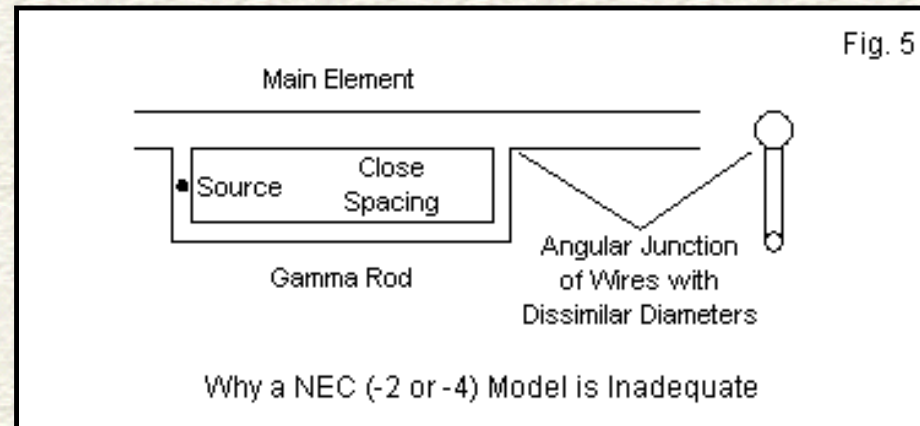 Fig. 5
Main Element
Source
Close
Spacing
Gamma Rod
Angular Junction
of Wires with
Dissimilar Diameters
Why a NEC (-2 or -4) Model is Inadequate